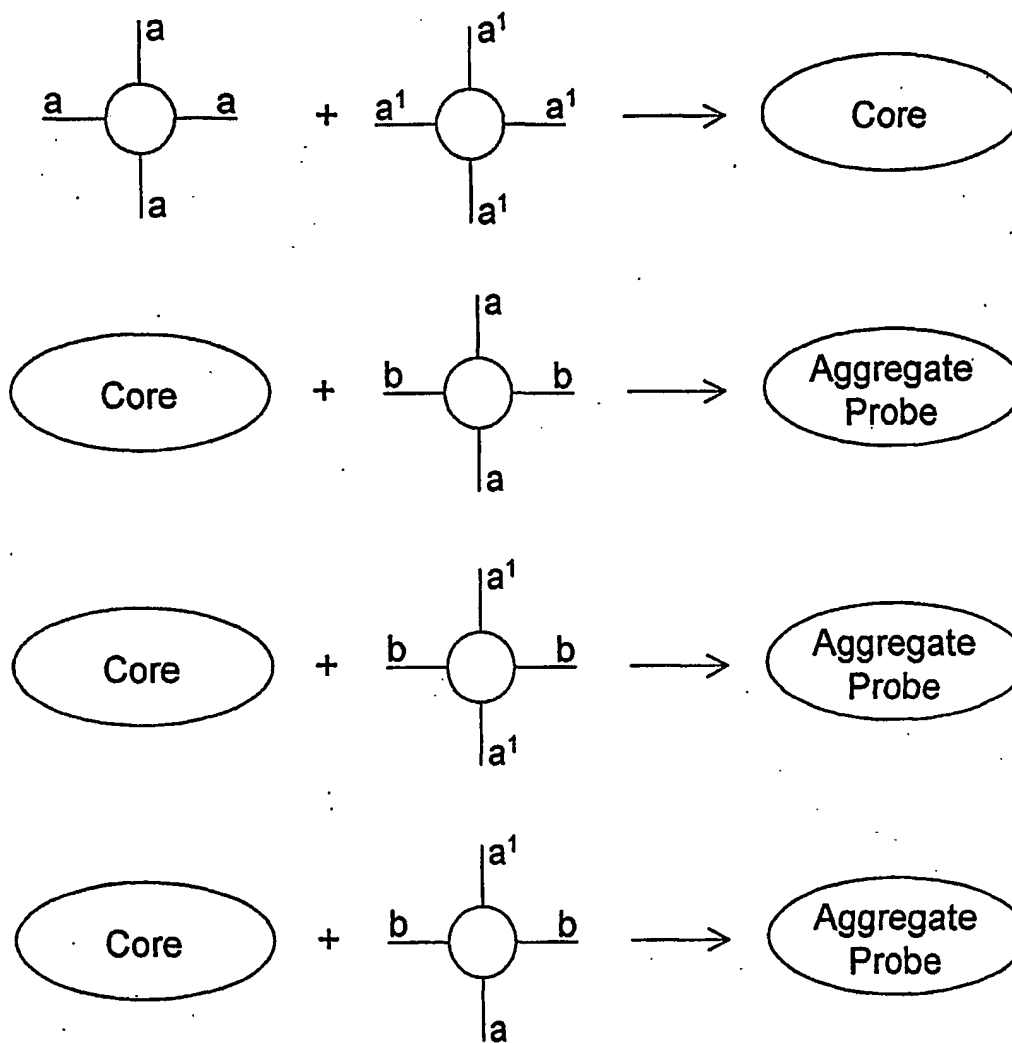 a a¹
a a + a¹ a¹ Core
a a¹
a
Core + b b Aggregate
Probe
a
a¹
Core + b b Aggregate
Probe
a¹
a¹
Core + b b Aggregate
Probe
a